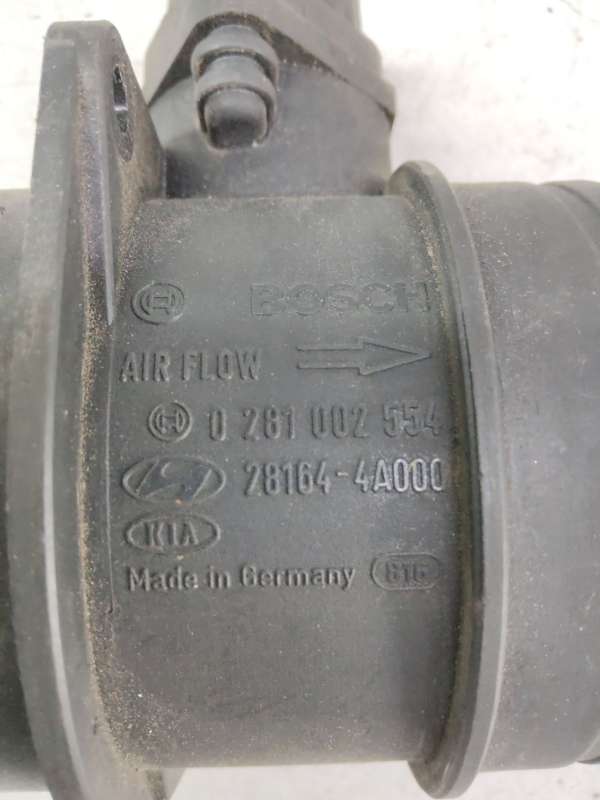 BOSCH
AIR FLOW
0 281 002 554
28164-4A000
KIA
Made in Germany